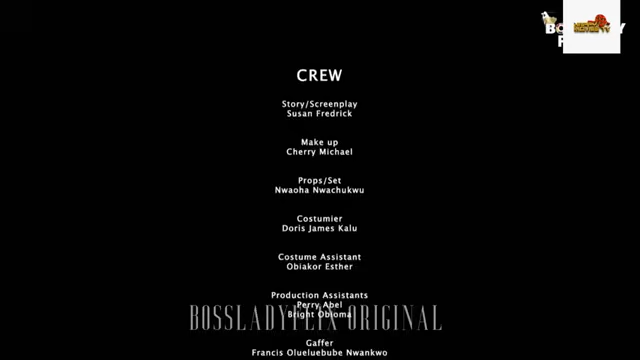 CREW
Story/Screenplay
Susan Fredrick
Make up
Cherry Michael
Props/Set
Nwaoha Nwachukwu
Costumier
Doris James Kalu
Costume Assistant
Obiakor Esther
Production Assistants
Perry Abel
Bright Obioma
BOSSLADYFLIX ORIGINAL
Gaffer
Francis Olueluebube Nwankwo